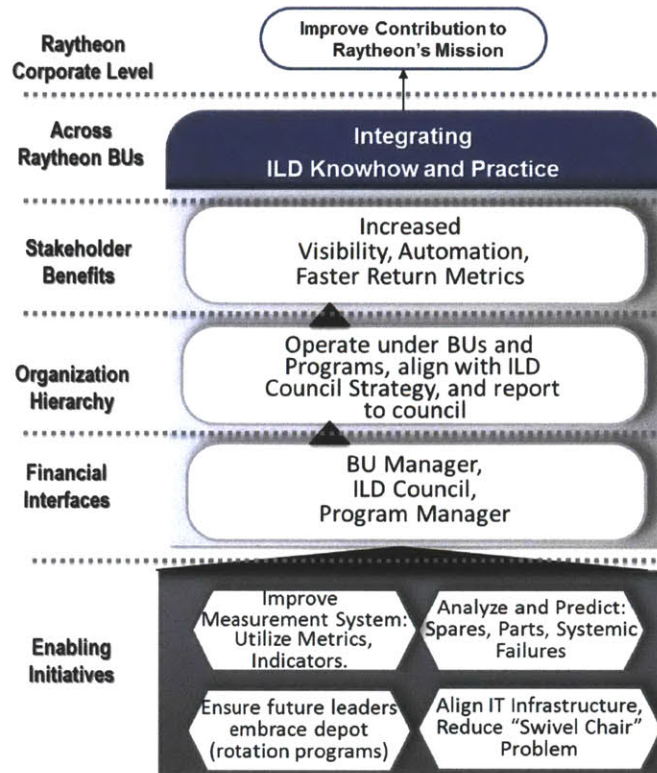 Raytheon
Corporate Level
Improve Contribution to
Raytheon's Mission
Across
Raytheon BUs
Integrating
ILD Knowhow and Practice
Stakeholder
Benefits
Increased
Visibility, Automation,
Faster Return Metrics
Organization
Hierarchy
Operate under BUs and
Programs, align with ILD
Council Strategy, and report
to council
Financial
Interfaces
BU Manager,
ILD Council,
Program Manager
Enabling
Initiatives
Improve
Measurement System:
Utilize Metrics,
Indicators.
Analyze and Predict:
Spares, Parts, Systemic
Failures
Ensure future leaders
embrace depot
(rotation programs)
Align IT Infrastructure,
Reduce “Swivel Chair”
Problem